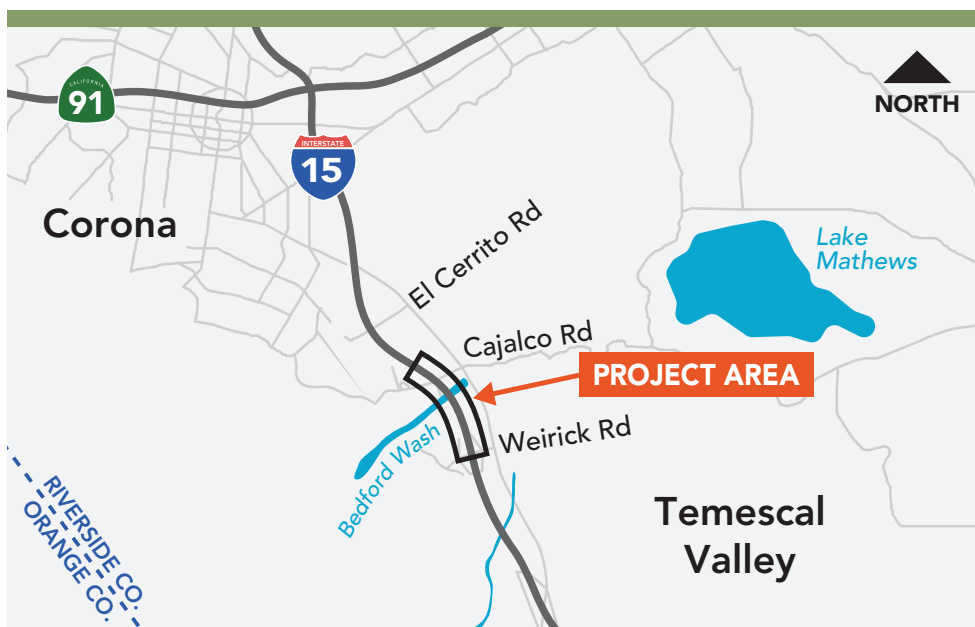 CALIFORNIA
91
INTERSTATE
15
NORTH
Corona
El Cerrito Rd
Lake
Mathews
Cajalco Rd
PROJECT AREA
Weirick Rd
Bedford Wash
RIVERSIDE CO.
ORANGE CO.
Temescal
Valley